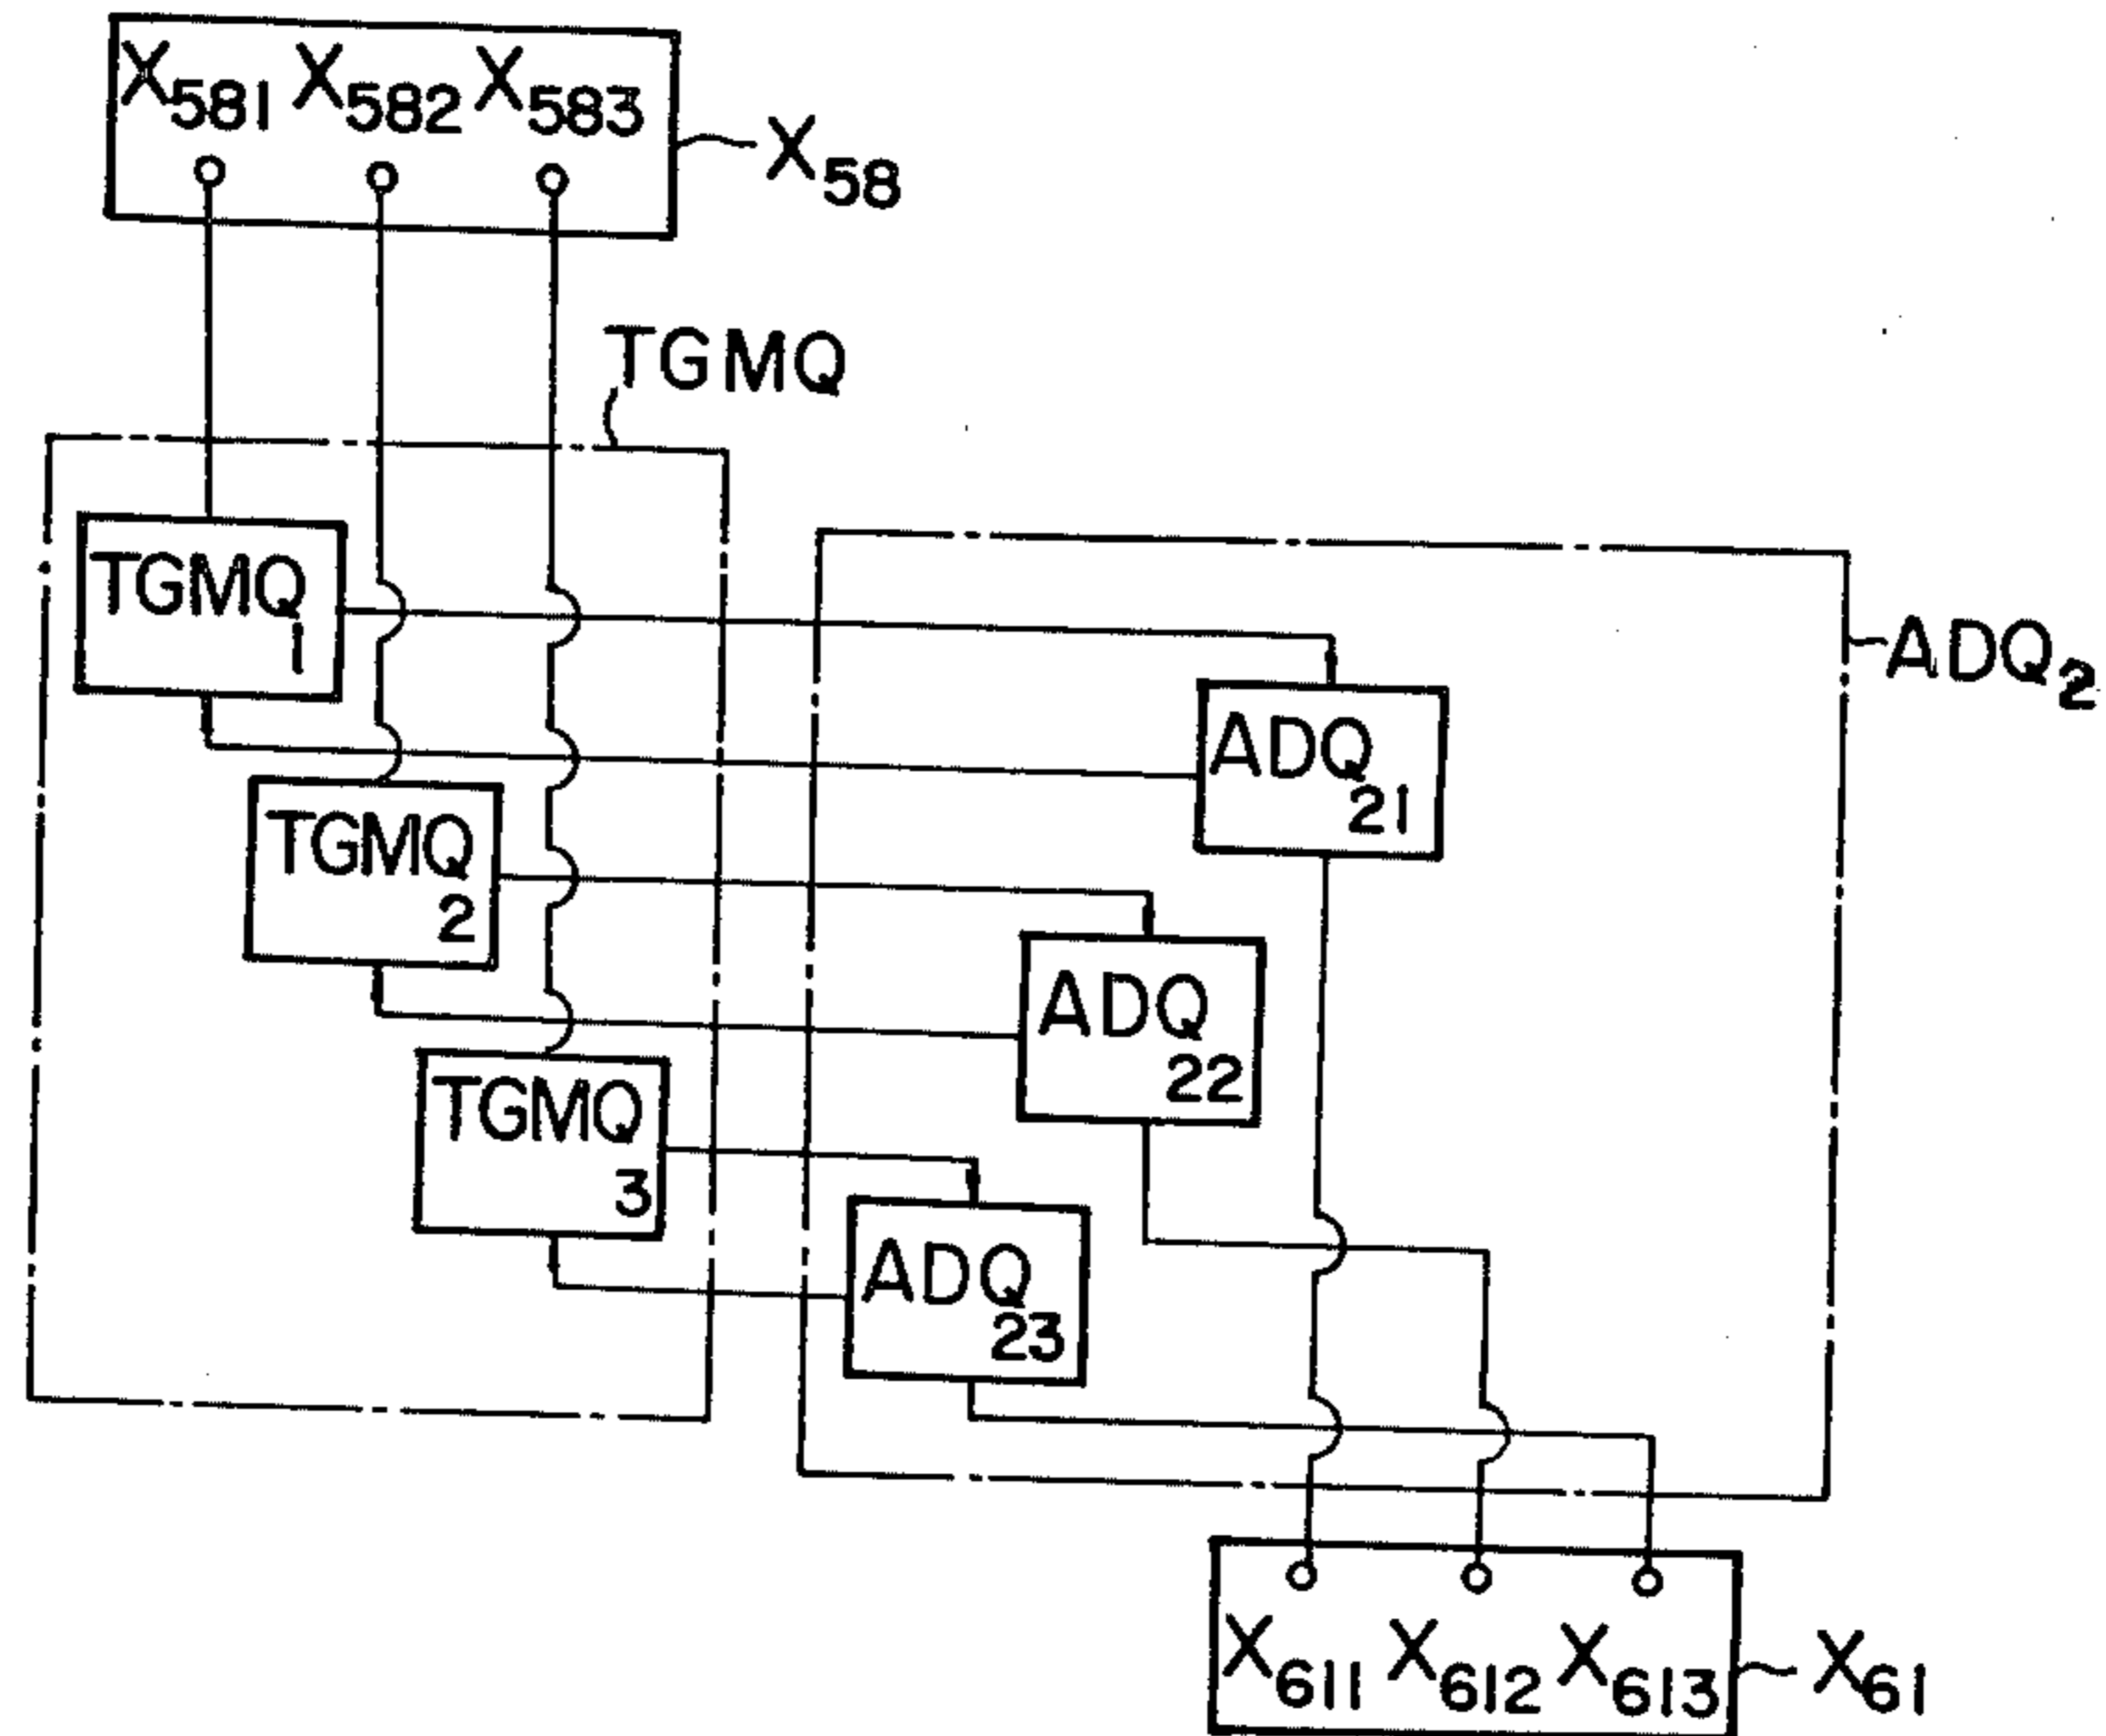 X581 X582 X583
X58
TGMQ
TGMQ
1
ADQ2
ADQ
21
TGMQ
2
ADQ
22
TGMQ
3
ADQ
23
X611 X612 X613
X61